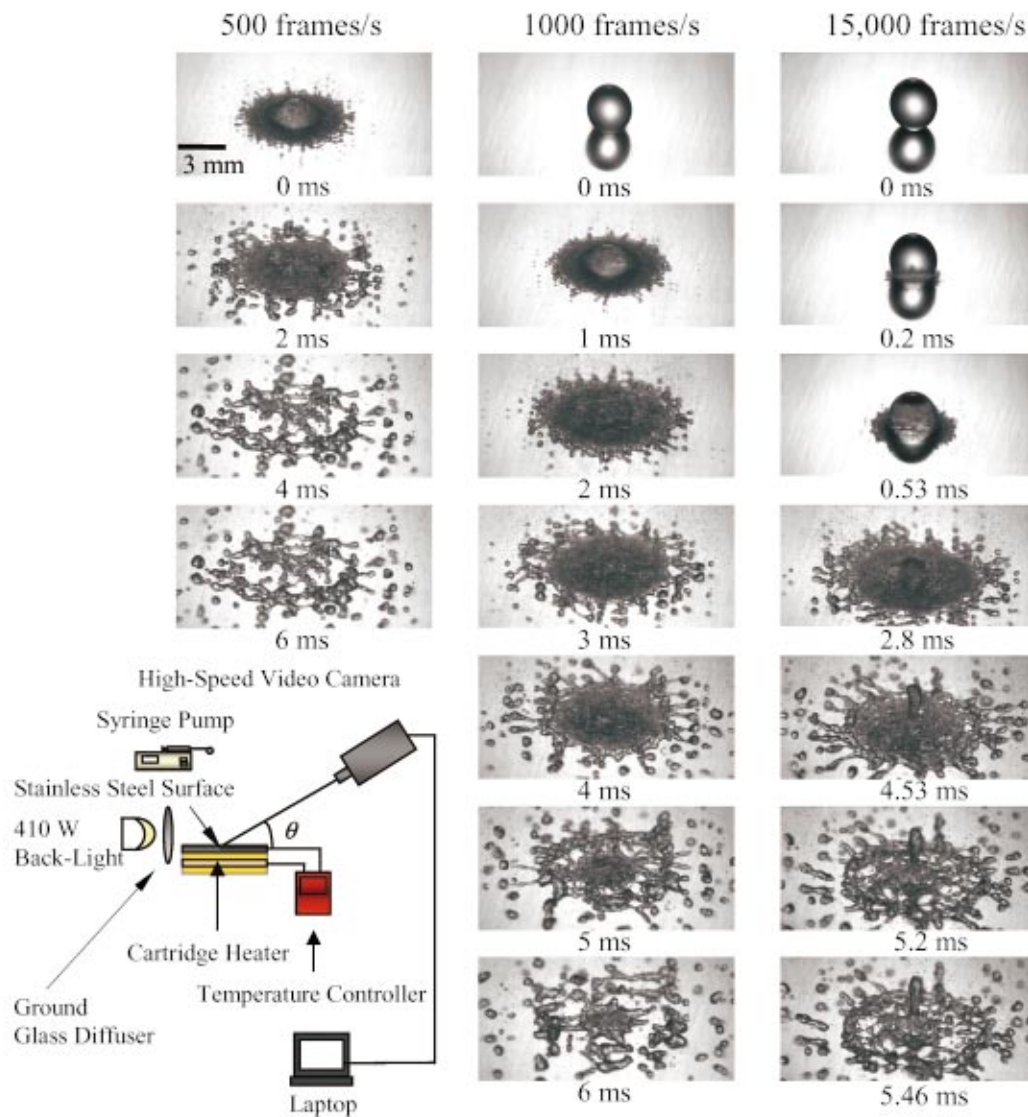 500 frames/s
1000 frames/s
15,000 frames/s
3 mm
0 ms
0 ms
0 ms
2 ms
1 ms
0.2 ms
4 ms
2 ms
0.53 ms
6 ms
3 ms
2.8 ms
High-Speed Video Camera
Syringe Pump
Stainless Steel Surface
410 W
Back-Light
θ
Cartridge Heater
Temperature Controller
Ground
Glass Diffuser
Laptop
4 ms
4.53 ms
5 ms
5.2 ms
6 ms
5.46 ms